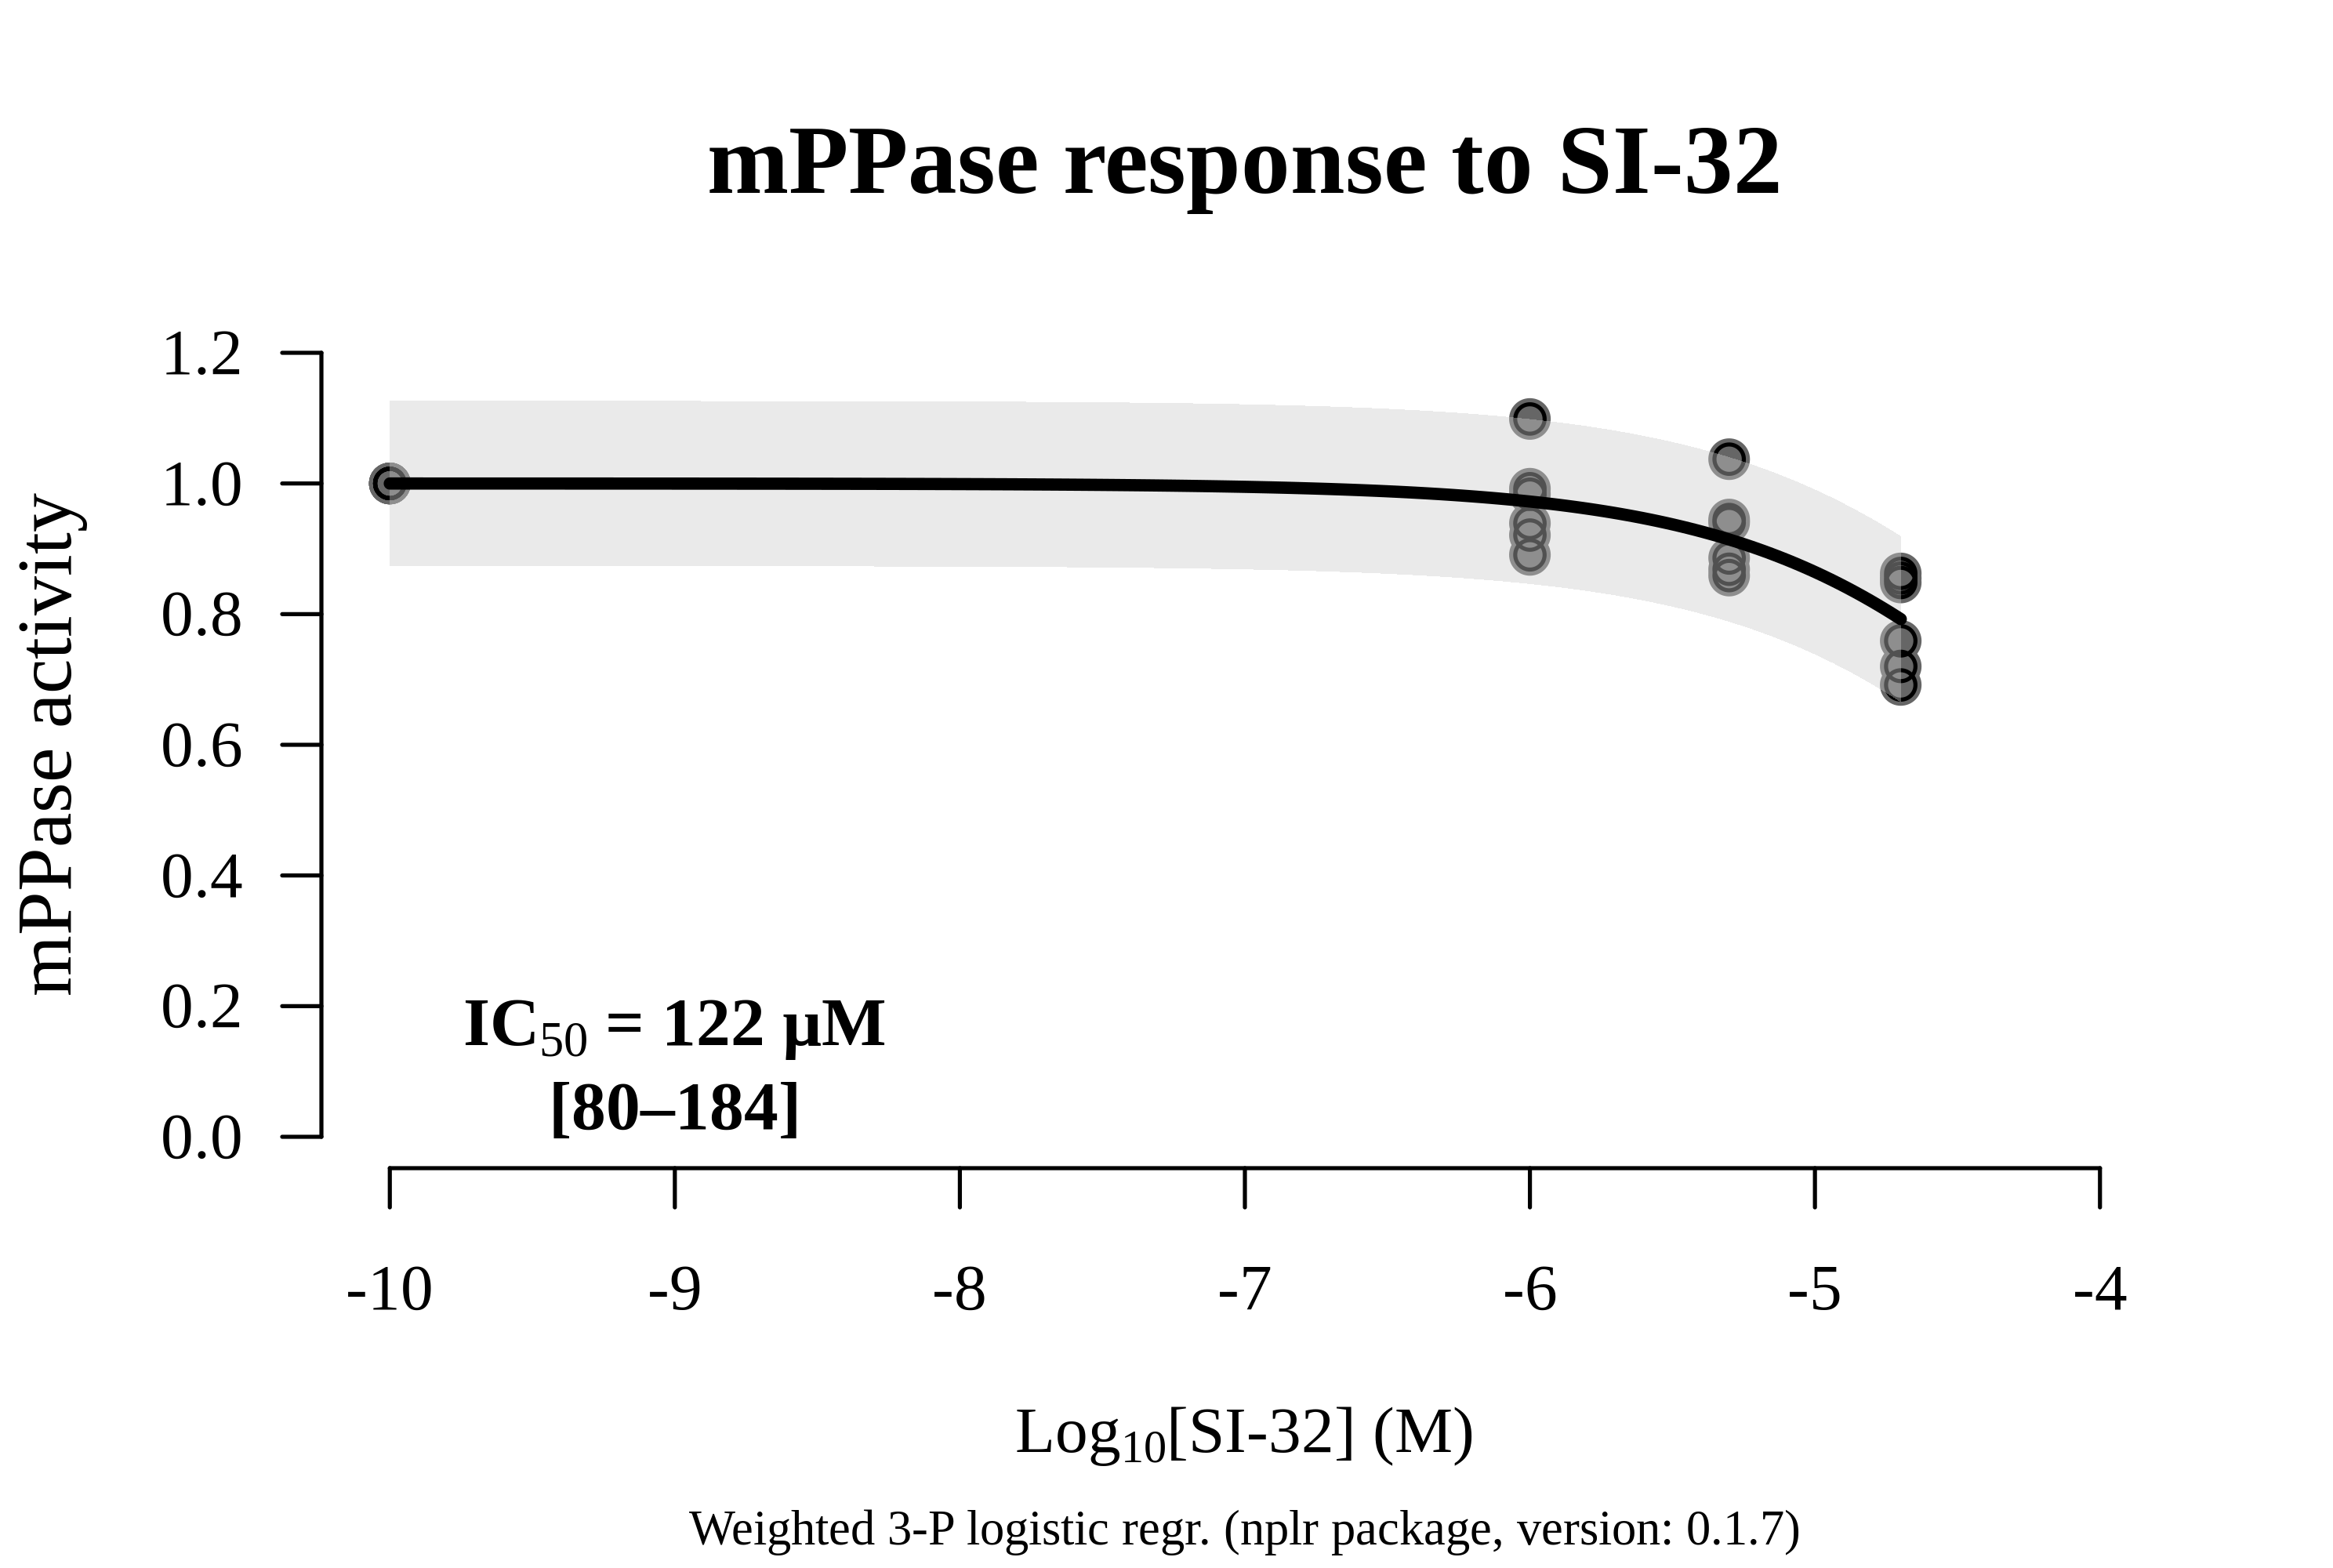 mPPase response to SI-32
mPPase activity
1.2
1.0
0.8
0.6
0.4
0.2
0.0
IC50 = 122 µM
[80–184]
-10 -9 -8 -7 -6 -5 -4
Log10[SI-32] (M)
Weighted 3-P logistic regr. (nplr package, version: 0.1.7)